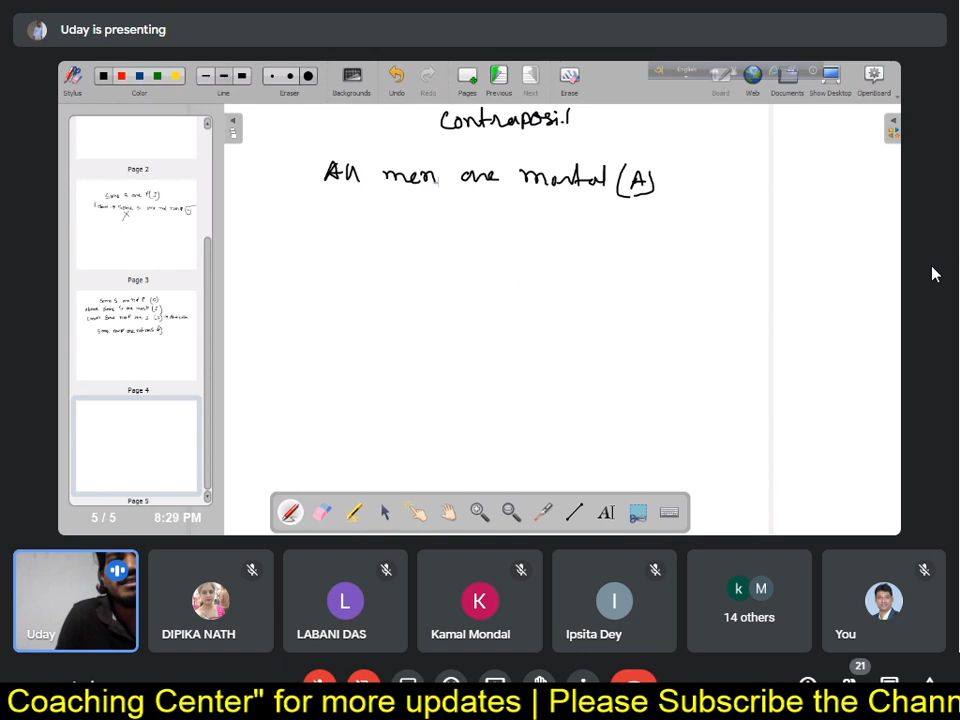 Uday is presenting
Stylus
Color
Line
Eraser
Backgrounds
Undo
Redo
Pages
Previous
Next
Erase
English
Board
Web
Documents
Show Desktop
OpenBoard
Contraposi
All men are mortal (A)
Page 2
Some S are P (I)
Page 3
Page 4
Page 5
5 / 5
8:29 PM
Uday
DIPIKA NATH
L
LABANI DAS
K
Kamal Mondal
I
Ipsita Dey
k M
14 others
You
21
Coaching Center" for more updates | Please Subscribe the Chann